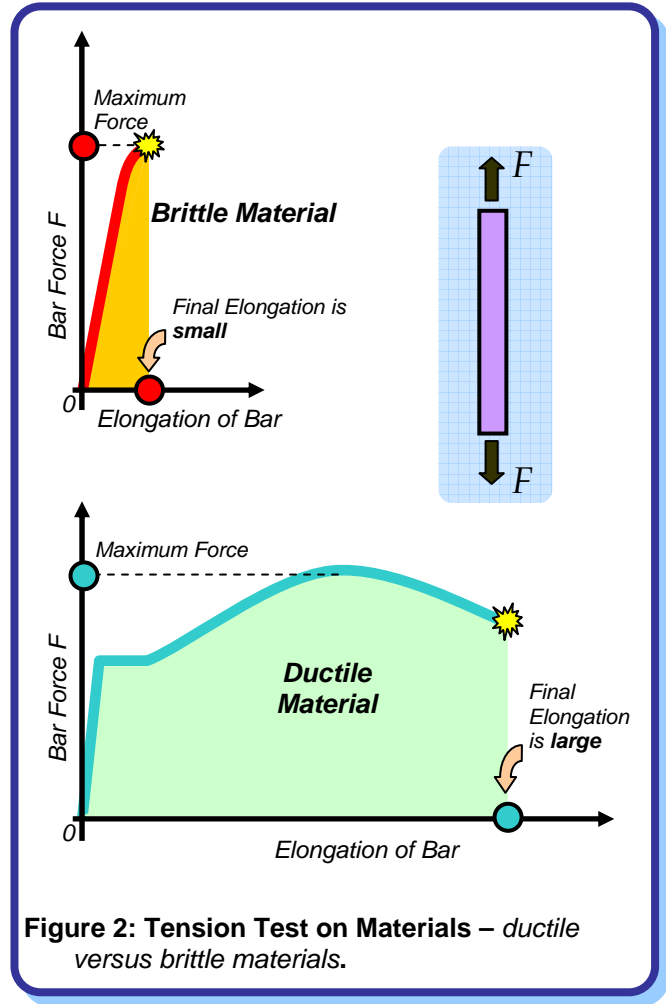 Maximum
Force
Bar Force F
Brittle Material
Final Elongation is
small
0
Elongation of Bar
F
F
Maximum Force
Bar Force F
Ductile
Material
Final
Elongation
is large
0
Elongation of Bar
Figure 2: Tension Test on Materials – ductile
versus brittle materials.